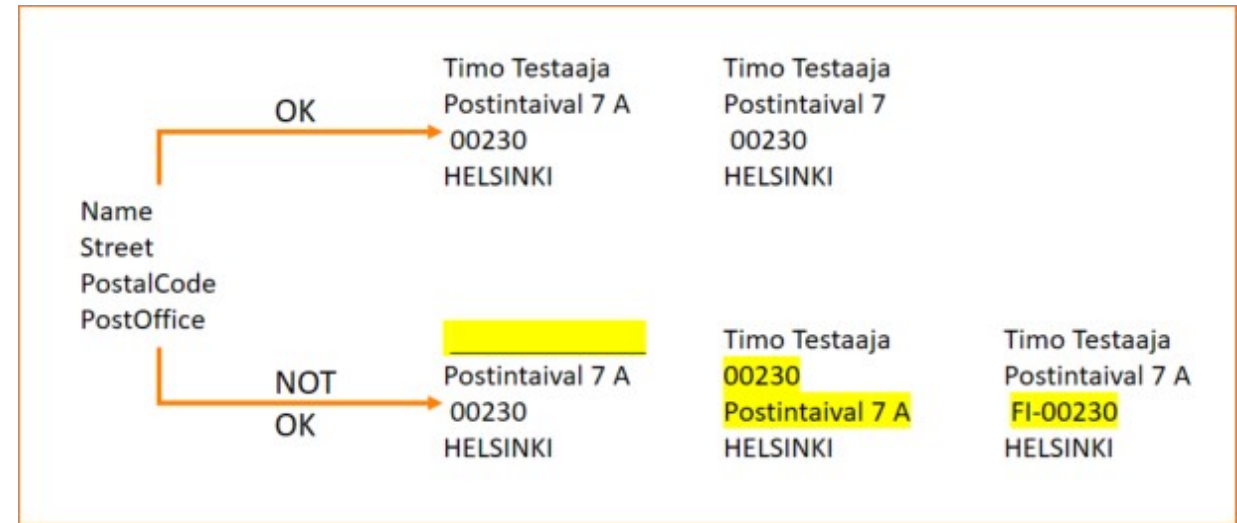 OK
Timo Testaaja
Postintaival 7 A
00230
HELSINKI
Timo Testaaja
Postintaival 7
00230
HELSINKI
Name
Street
PostalCode
PostOffice
NOT
OK
Postintaival 7 A
00230
HELSINKI
Timo Testaaja
00230
Postintaival 7 A
HELSINKI
Timo Testaaja
Postintaival 7 A
FI-00230
HELSINKI